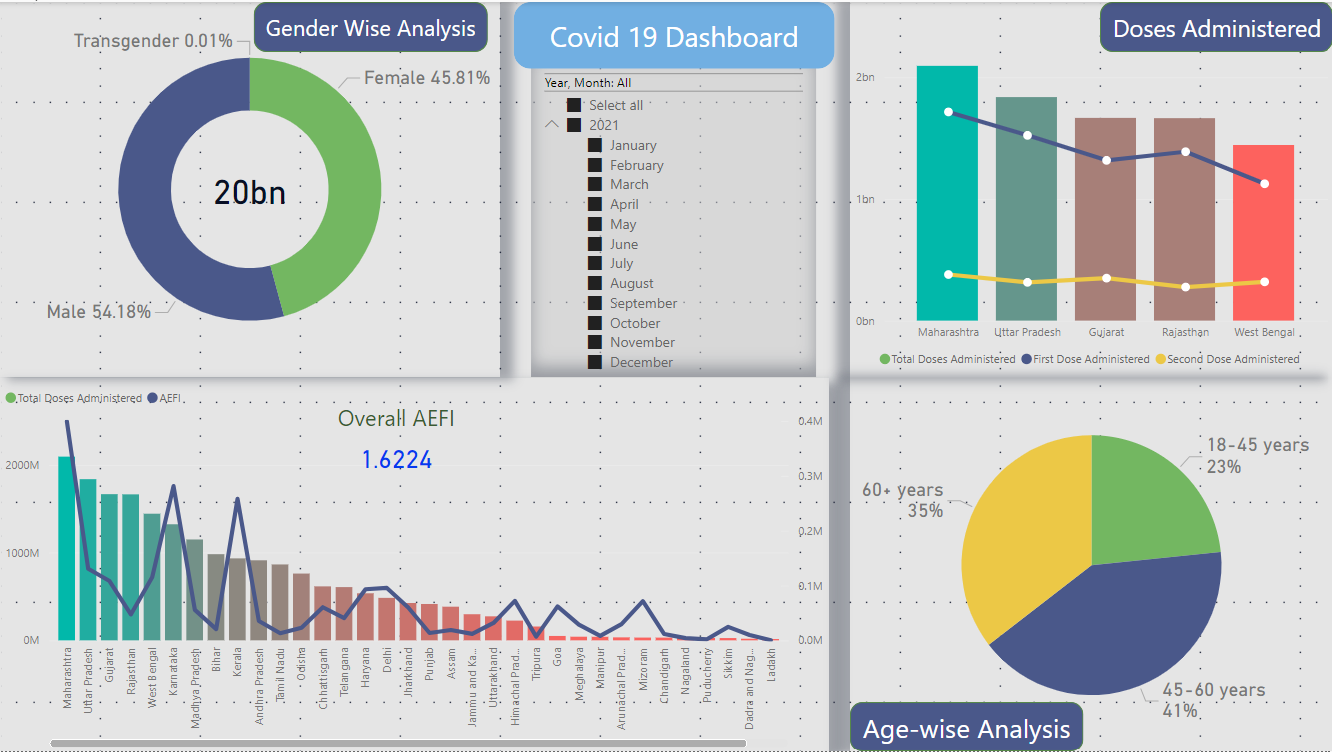 Gender Wise Analysis
Transgender 0.01%
Female 45.81%
20bn
Male 54.18%
Covid 19 Dashboard
Year, Month: All
Select all
2021
January
February
March
April
May
June
July
August
September
October
November
December
Doses Administered
2bn
1bn
0bn
Maharashtra
Uttar Pradesh
Gujarat
Rajasthan
West Bengal
Total Doses Administered
First Dose Administered
Second Dose Administered
Total Doses Administered
AEFI
Overall AEFI
1.6224
2000M
1000M
0M
0.4M
0.3M
0.2M
0.1M
0.0M
Maharashtra
Uttar Pradesh
Gujarat
Rajasthan
West Bengal
Karnataka
Madhya Pradesh
Bihar
Kerala
Andhra Pradesh
Tamil Nadu
Odisha
Chhattisgarh
Telangana
Haryana
Delhi
Jharkhand
Punjab
Assam
Jammu and Ka...
Uttarakhand
Himachal Prad...
Tripura
Goa
Meghalaya
Manipur
Arunachal Prad...
Mizoram
Chandigarh
Nagaland
Puducherry
Sikkim
Dadra and Nag...
Ladakh
18-45 years
23%
60+ years
35%
45-60 years
41%
Age-wise Analysis